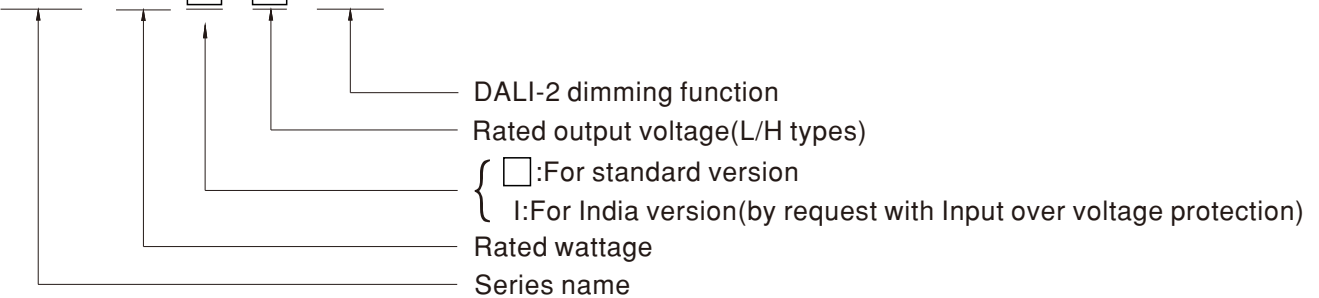 DALI-2 dimming function
Rated output voltage(L/H types)
□:For standard version
I:For India version(by request with Input over voltage protection)
Rated wattage
Series name